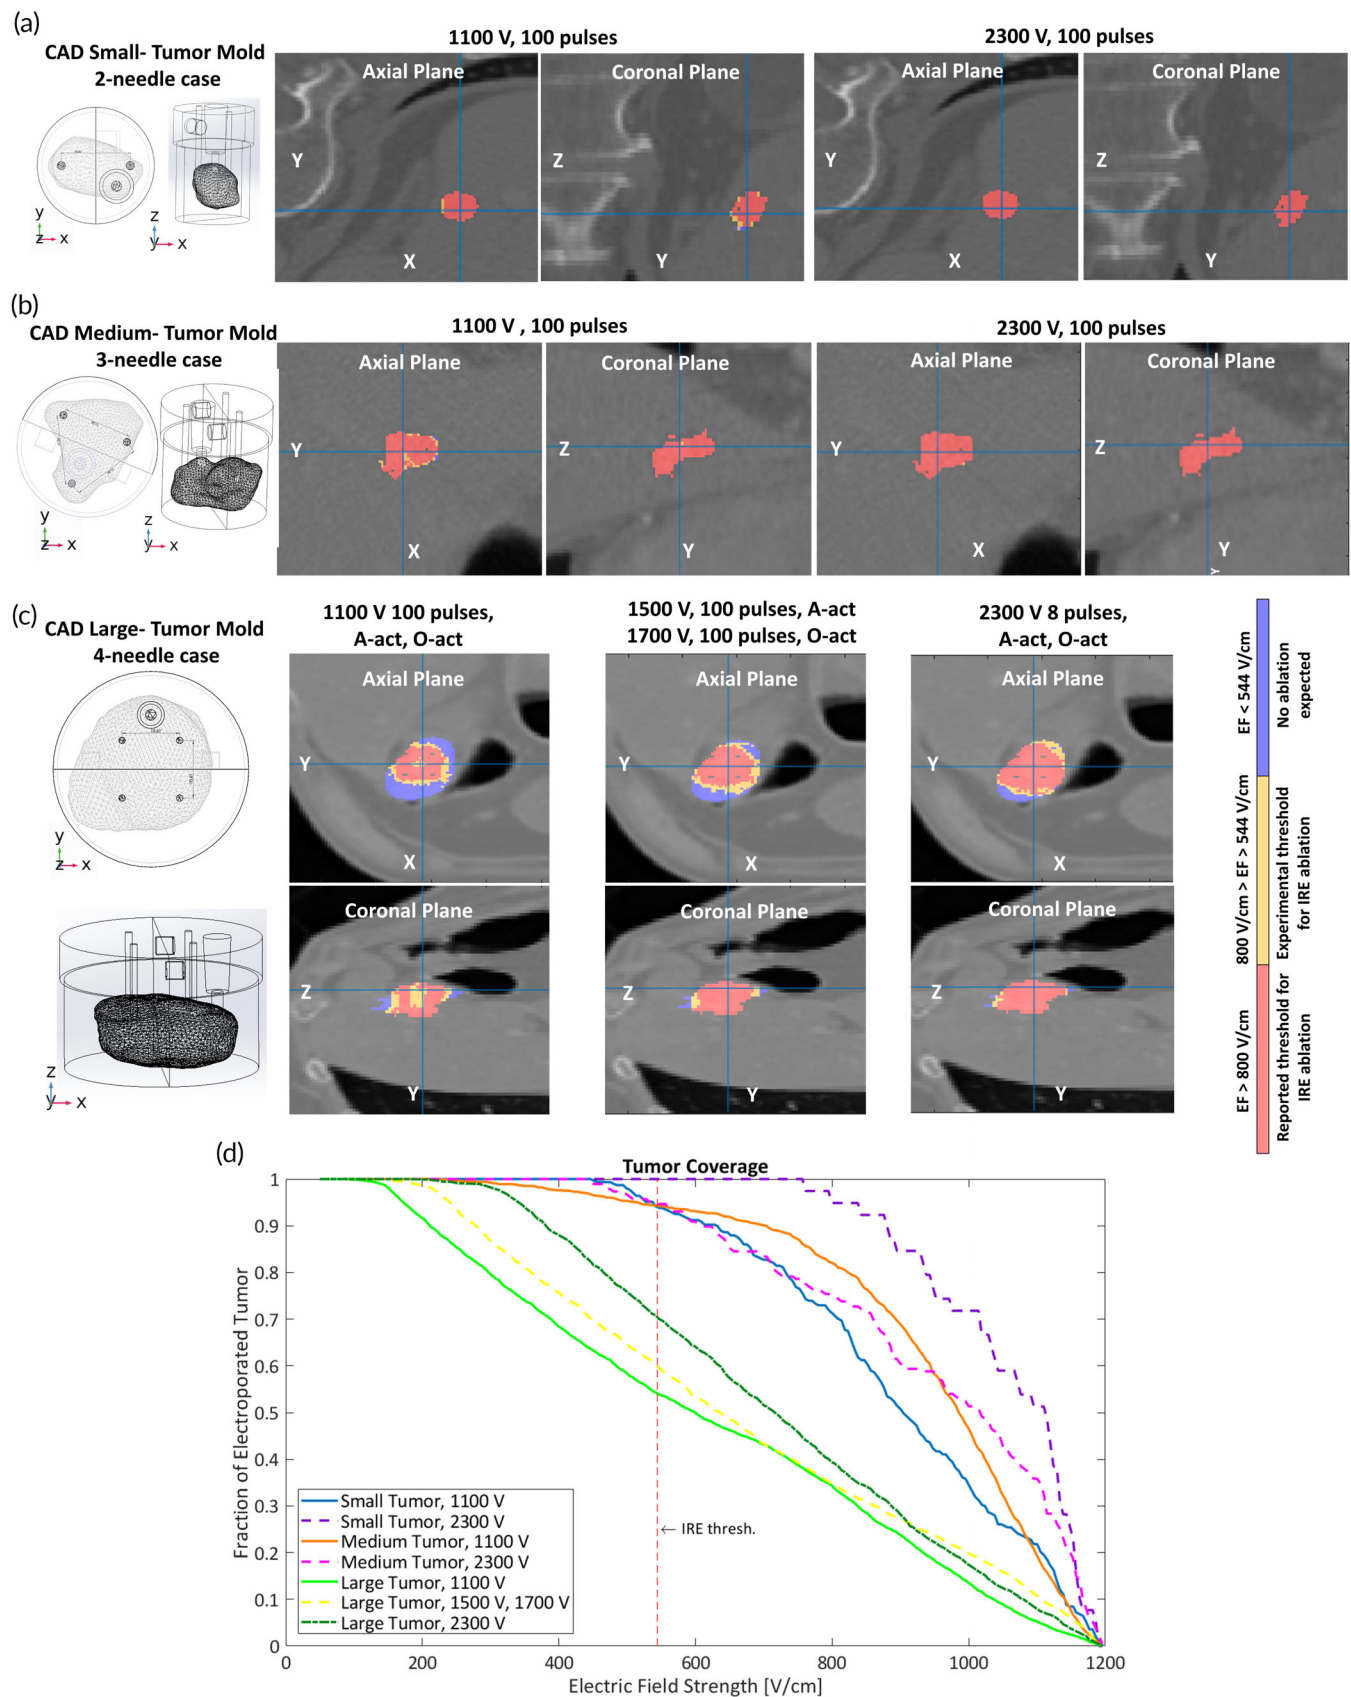 (a)
CAD Small- Tumor Mold
2-needle case
1100 V, 100 pulses
2300 V, 100 pulses
Axial Plane
Coronal Plane
Axial Plane
Coronal Plane
Y
X
Z
Y
Y
X
Z
Y
y
z
x
z
y
x
(b)
CAD Medium- Tumor Mold
3-needle case
1100 V , 100 pulses
2300 V, 100 pulses
Axial Plane
Coronal Plane
Axial Plane
Coronal Plane
Y
X
Z
Y
Y
X
Z
Y
Y
y
z
x
z
y
x
(c)
CAD Large- Tumor Mold
4-needle case
1100 V 100 pulses,
A-act, O-act
1500 V, 100 pulses, A-act
1700 V, 100 pulses, O-act
2300 V 8 pulses,
A-act, O-act
Axial Plane
Axial Plane
Axial Plane
Y
X
Y
X
Y
X
10,61
10,61
y
z
x
Coronal Plane
Coronal Plane
Coronal Plane
Z
Y
Z
Y
Z
Y
z
y
x
EF < 544 V/cm
No ablation
expected
800 V/cm > EF > 544 V/cm
Experimental threshold
for IRE ablation
EF > 800 V/cm
Reported threshold for
IRE ablation
(d)
Tumor Coverage
Fraction of Electroporated Tumor
1
0.9
0.8
0.7
0.6
0.5
0.4
0.3
0.2
0.1
0
← IRE thresh.
Small Tumor, 1100 V
Small Tumor, 2300 V
Medium Tumor, 1100 V
Medium Tumor, 2300 V
Large Tumor, 1100 V
Large Tumor, 1500 V, 1700 V
Large Tumor, 2300 V
0
200
400
600
800
1000
1200
Electric Field Strength [V/cm]